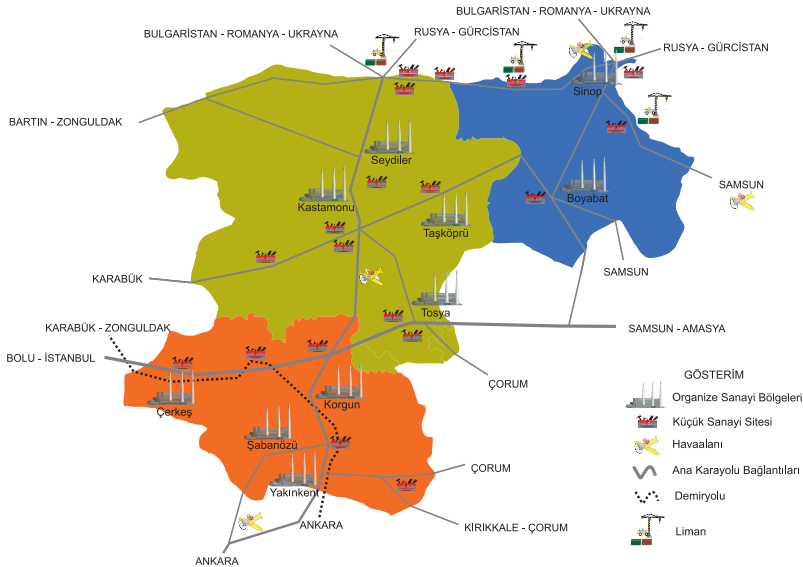 BULGARİSTAN - ROMANYA - UKRAYNA
BULGARİSTAN - ROMANYA - UKRAYNA
RUSYA - GÜRCİSTAN
RUSYA - GÜRCİSTAN
Sinop
BARTIN - ZONGULDAK
Seydiler
SAMSUN
Kastamonu
Boyabat
Taşköprü
SAMSUN
KARABÜK
Tosya
KARABÜK - ZONGULDAK
SAMSUN - AMASYA
BOLU - İSTANBUL
ÇORUM
GÖSTERİM
Organize Sanayi Bölgeleri
Çerkeş
Korgun
Küçük Sanayi Sitesi
Şabanözü
Havaalanı
ÇORUM
Ana Karayolu Bağlantıları
Yakınkent
Demiryolu
ANKARA
KIRIKKALE - ÇORUM
Liman
ANKARA